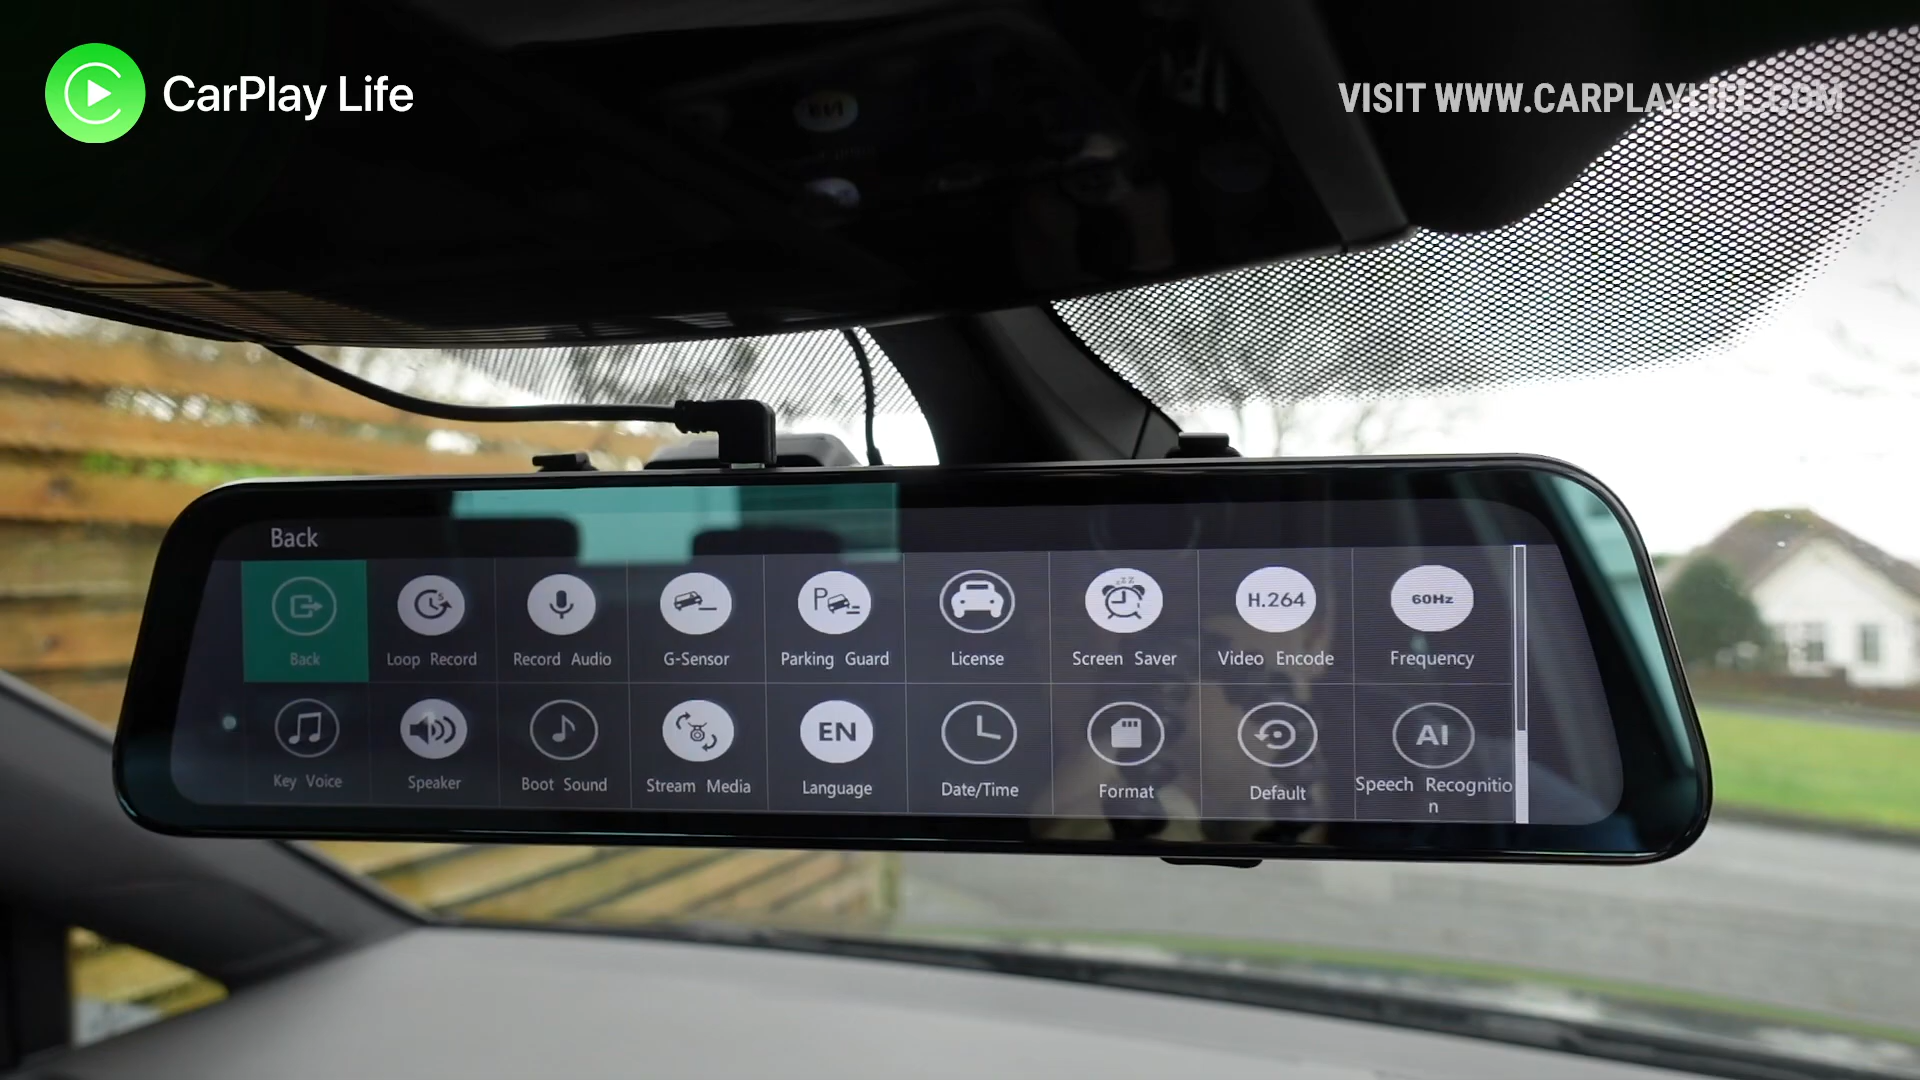 CarPlay Life
VISIT WWW.CARPLAYLIFE.COM
Back
Back
Loop Record
5
Record Audio
G-Sensor
P
Parking Guard
License
zzz
Screen Saver
H.264
Video Encode
60Hz
Frequency
Key Voice
Speaker
Boot Sound
Stream Media
EN
Language
Date/Time
Format
Default
AI
Speech Recognitio
n